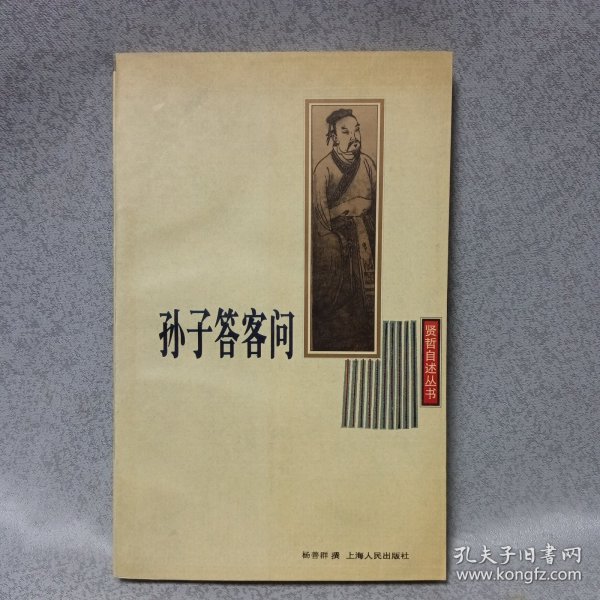 孙子答客问
贤哲自述丛书
杨善群 撰 上海人民出版社
孔夫子旧书网
www.kongfz.com